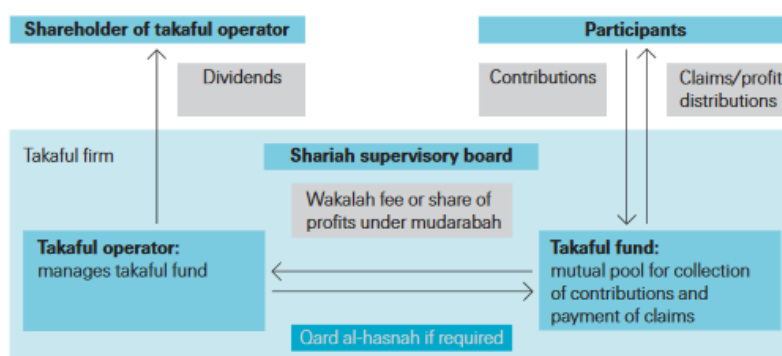 Shareholder of takaful operator
Participants
Dividends
Contributions
Claims/profit
distributions
Takaful firm
Shariah supervisory board
Wakalah fee or share of
profits under mudarabah
Takaful operator:
manages takaful fund
Takaful fund:
mutual pool for collection
of contributions and
payment of claims
Qard al-hasnah if required